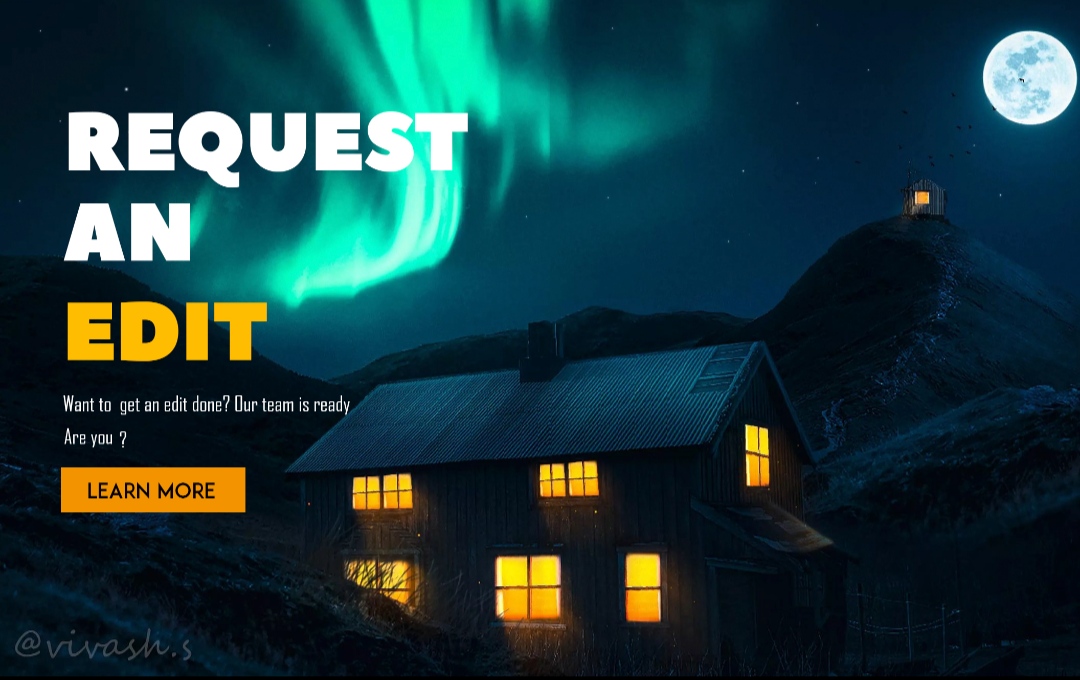 REQUEST
AN
EDIT
Want to get an edit done? Our team is ready
Are you ?
LEARN MORE
@vivash.s